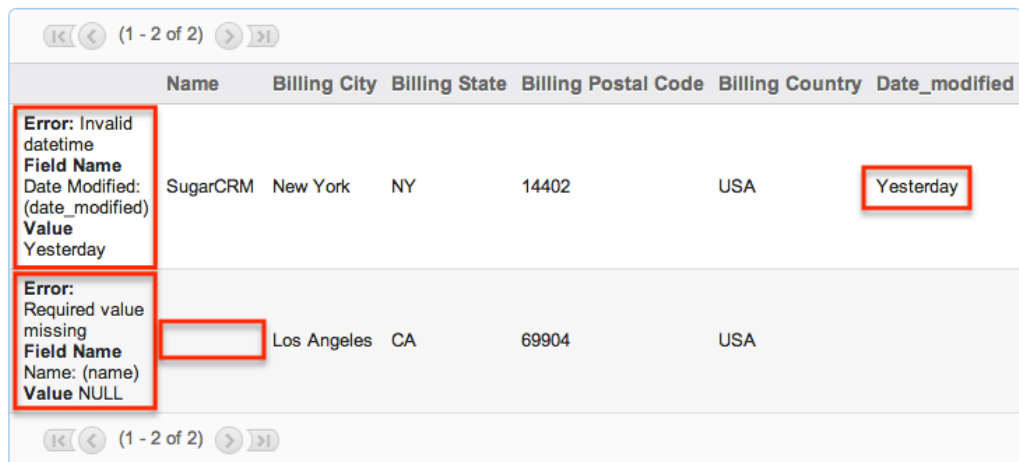 (1 - 2 of 2)
Name Billing City Billing State Billing Postal Code Billing Country Date_modified
Error: Invalid
datetime
Field Name
Date Modified:
(date_modified)
Value
Yesterday
SugarCRM New York NY 14402 USA Yesterday
Error:
Required value
missing
Field Name
Name: (name)
Value NULL
Los Angeles CA 69904 USA
(1 - 2 of 2)